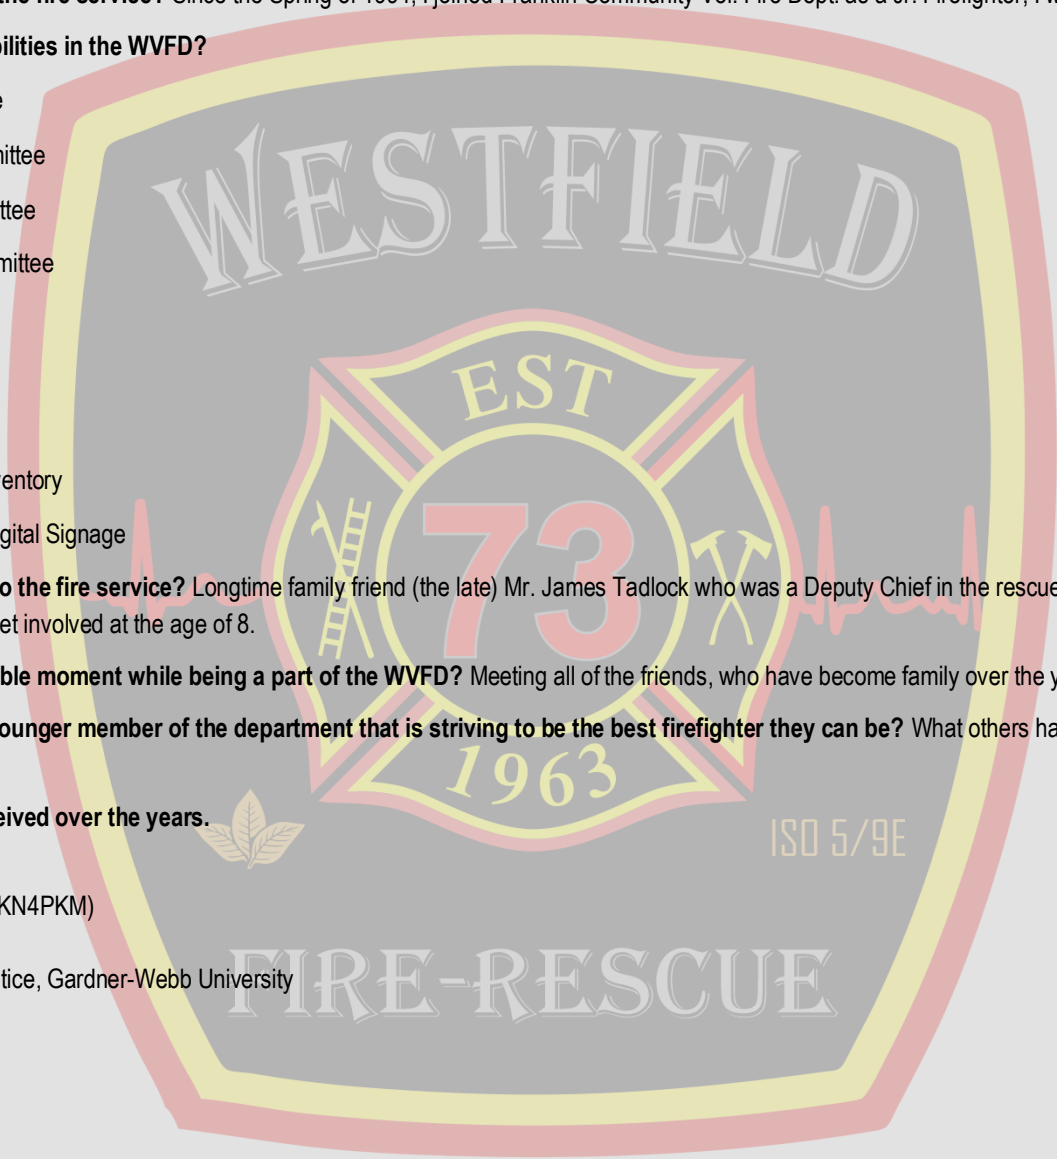 the fire service? Since the Spring of 1994, I joined Franklin Community Vol. Fire Dept. as a Jr. Firefighter, I
bilities in the WVFD?
WESTFIELD
mittee
ttee
mittee
EST
ventory
gital Signage
73
o the fire service? Longtime family friend (the late) Mr. James Tadlock who was a Deputy Chief in the rescue
et involved at the age of 8.
ble moment while being a part of the WVFD? Meeting all of the friends, who have become family over the y
ounger member of the department that is striving to be the best firefighter they can be? What others ha
1963
eived over the years.
ISO 5/9E
KN4PKM)
tice, Gardner-Webb University
FIRE-RESCUE